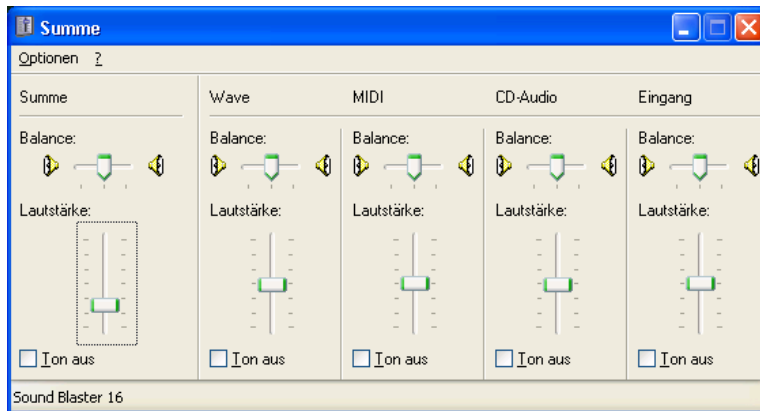 Summe
Optionen ?
Summe Wave MIDI CD-Audio Eingang
Balance: Balance: Balance: Balance: Balance:
Lautstärke: Lautstärke: Lautstärke: Lautstärke: Lautstärke:
Ton aus Ton aus Ton aus Ton aus Ton aus
Sound Blaster 16